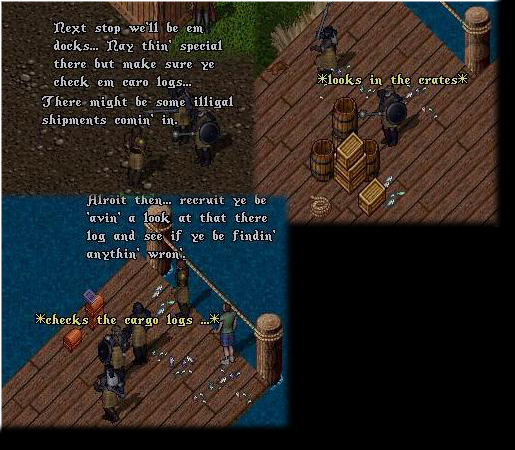 Next stop we'll be em
docks... Nay thin' special
there but make sure ye
check em caro logs...
There might be some illigal
shipments comin' in.
*looks in the crates*
Alroit then... recruit ye be
'avin' a look at that there
log and see if ye be findin'
anythin' wron'.
*checks the cargo logs ...*